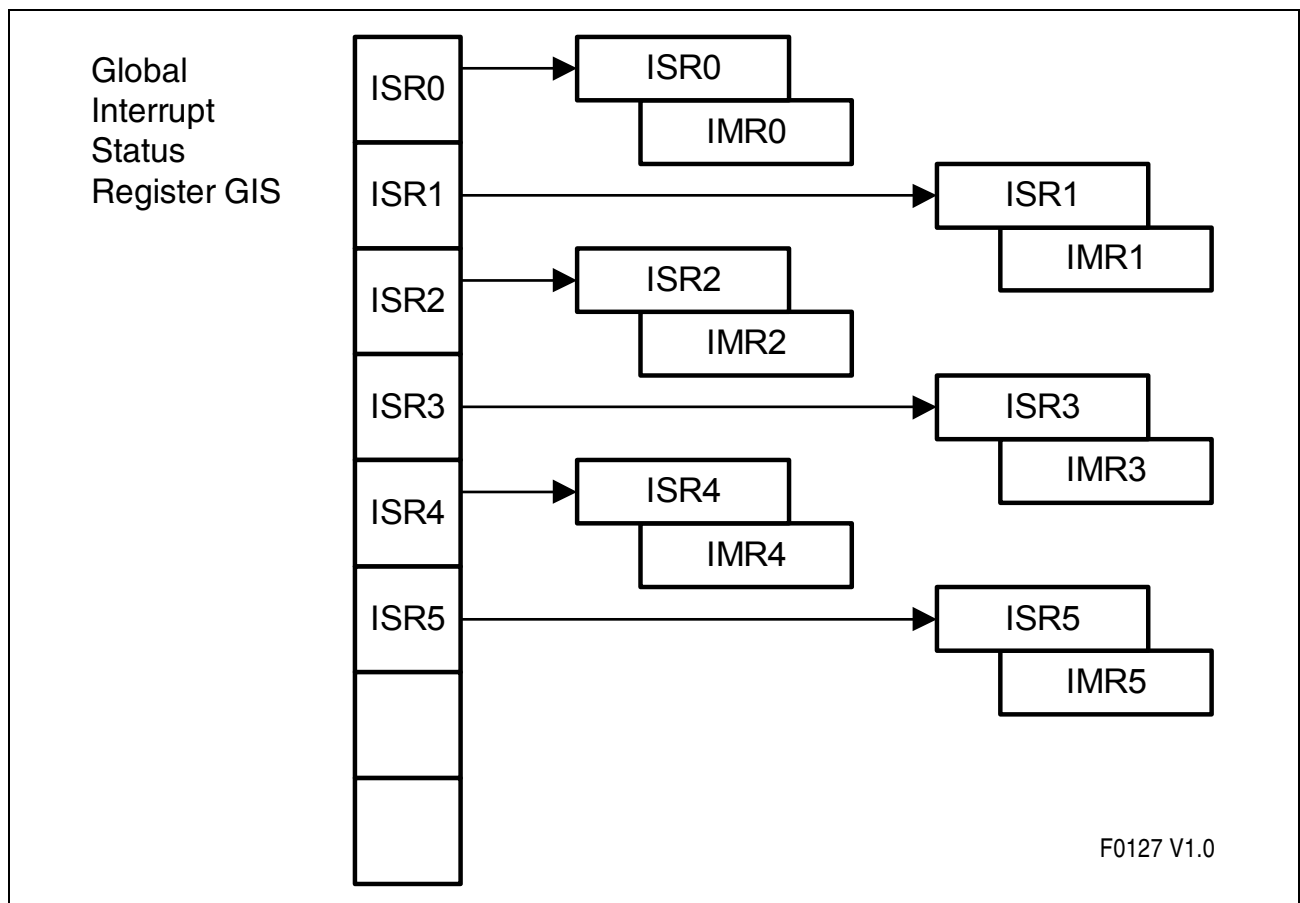 Global
Interrupt
Status
Register GIS
ISR0
ISR0
IMR0
ISR1
ISR1
IMR1
ISR2
ISR2
IMR2
ISR3
ISR3
IMR3
ISR4
ISR4
IMR4
ISR5
ISR5
IMR5
F0127 V1.0